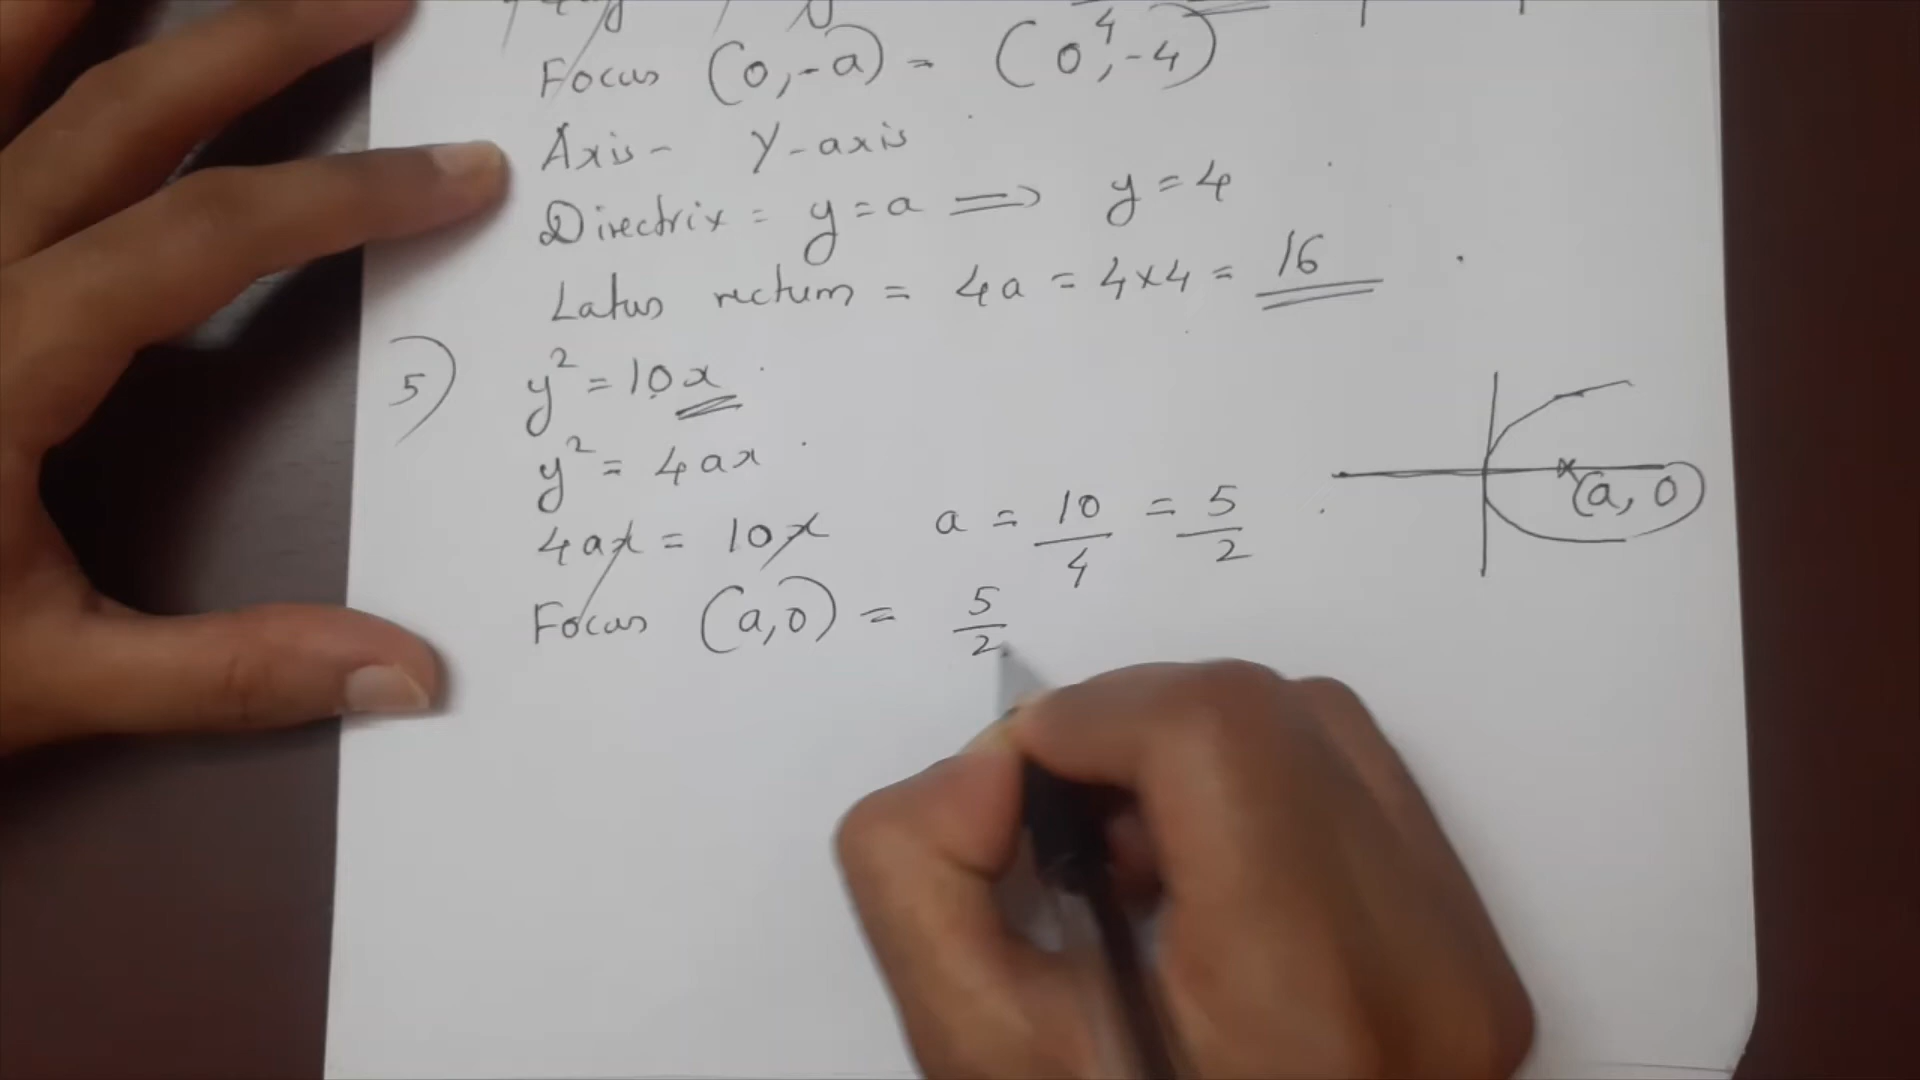 4
Focus (0,-a) = (0,-4)
Axis - Y-axis
Directrix = y=a => y=4
Latus rectum = 4a = 4×4 = 16
5) y² = 10x
y² = 4ax
4ax = 10x a = 10/4 = 5/2
(a, 0)
Focus (a,0) = 5/2